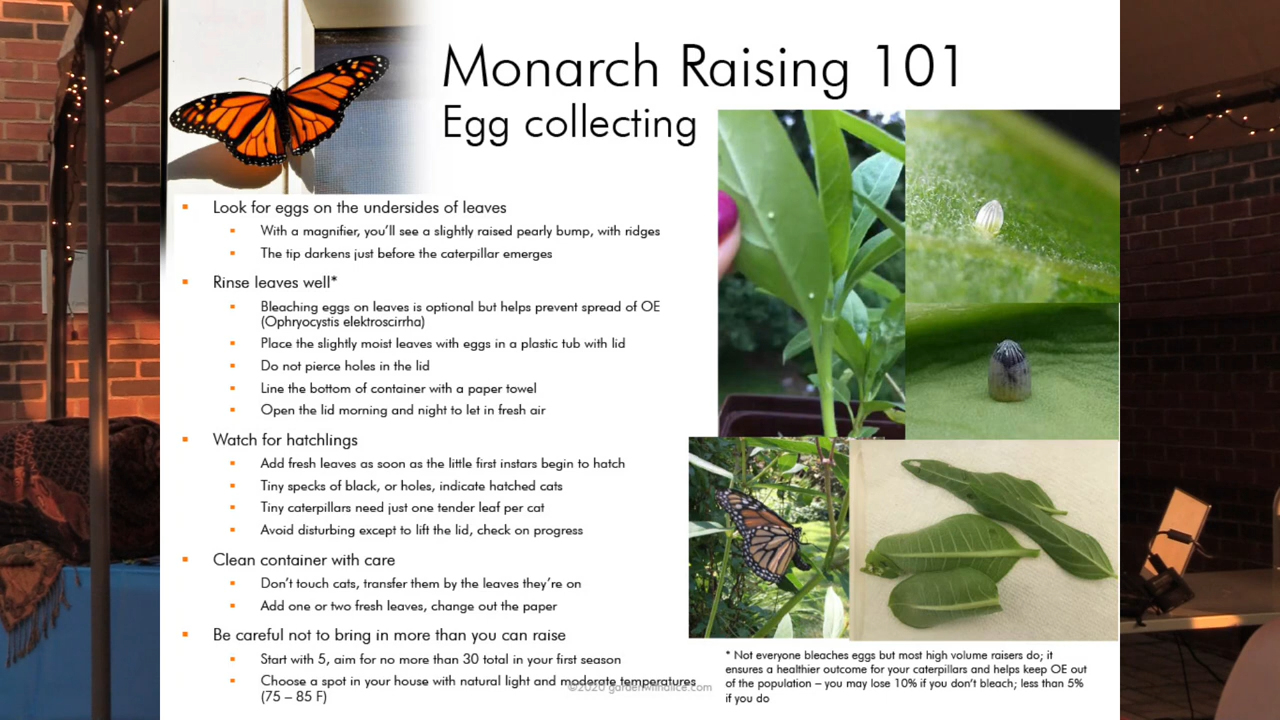 Monarch Raising 101
Egg collecting
Look for eggs on the undersides of leaves
With a magnifier, you'll see a slightly raised pearly bump, with ridges
The tip darkens just before the caterpillar emerges
Rinse leaves well*
Bleaching eggs on leaves is optional but helps prevent spread of OE
(Ophryocystis elektroscirrha)
Place the slightly moist leaves with eggs in a plastic tub with lid
Do not pierce holes in the lid
Line the bottom of container with a paper towel
Open the lid morning and night to let in fresh air
Watch for hatchlings
Add fresh leaves as soon as the little first instars begin to hatch
Tiny specks of black, or holes, indicate hatched cats
Tiny caterpillars need just one tender leaf per cat
Avoid disturbing except to lift the lid, check on progress
Clean container with care
Don't touch cats, transfer them by the leaves they're on
Add one or two fresh leaves, change out the paper
Be careful not to bring in more than you can raise
Start with 5, aim for no more than 30 total in your first season
Choose a spot in your house with natural light and moderate temperatures
(75 – 85 F)
©2020 gardenwithalice.com
* Not everyone bleaches eggs but most high volume raisers do; it
ensures a healthier outcome for your caterpillars and helps keep OE out
of the population – you may lose 10% if you don't bleach; less than 5%
if you do